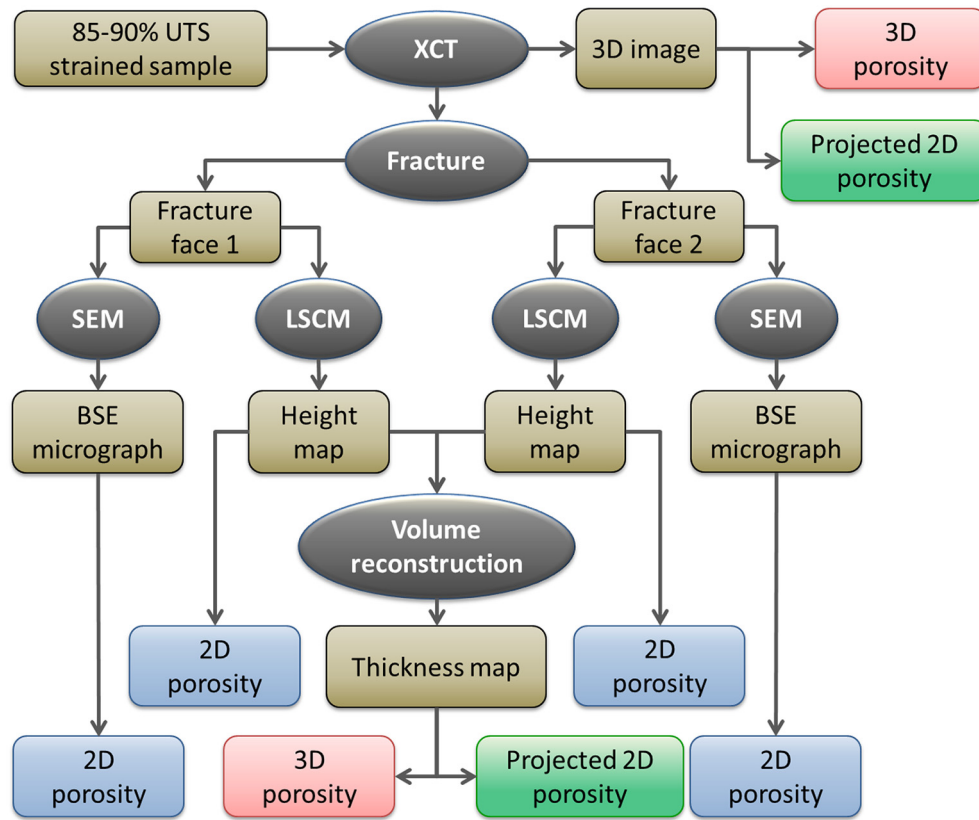 85-90% UTS
strained sample
XCT
3D image
3D
porosity
Projected 2D
porosity
Fracture
Fracture
face 1
Fracture
face 2
SEM
LSCM
LSCM
SEM
BSE
micrograph
Height
map
Height
map
BSE
micrograph
Volume
reconstruction
2D
porosity
Thickness map
2D
porosity
2D
porosity
3D
porosity
Projected 2D
porosity
2D
porosity